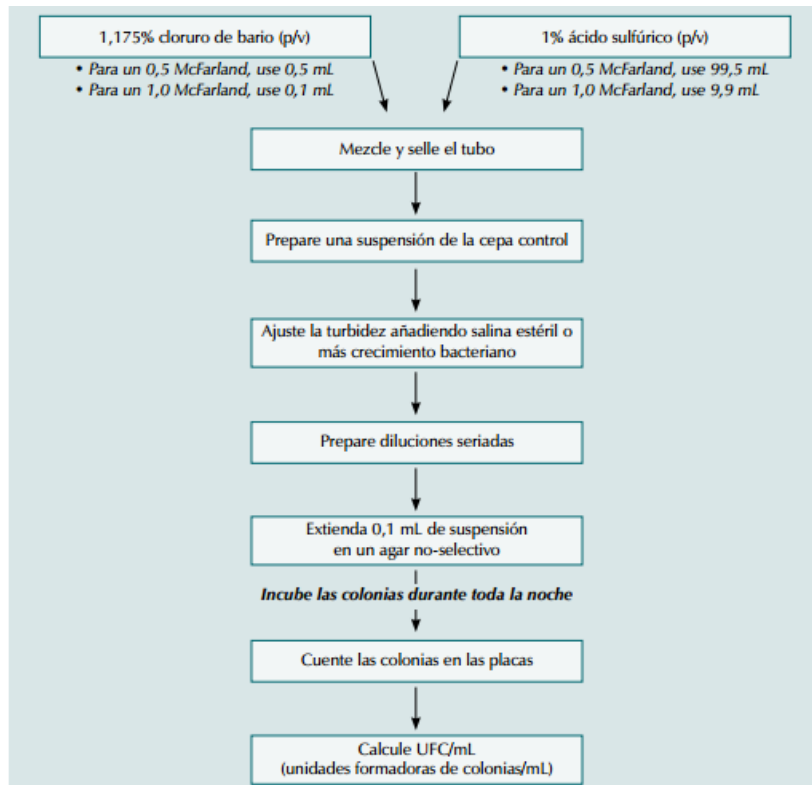 1,175% cloruro de bario (p/v)
• Para un 0,5 McFarland, use 0,5 mL
• Para un 1,0 McFarland, use 0,1 mL
1% ácido sulfúrico (p/v)
• Para un 0,5 McFarland, use 99,5 mL
• Para un 1,0 McFarland, use 9,9 mL
Mezcle y selle el tubo
Prepare una suspensión de la cepa control
Ajuste la turbidez añadiendo salina estéril o
más crecimiento bacteriano
Prepare diluciones seriadas
Extienda 0,1 mL de suspensión
en un agar no-selectivo
Incube las colonias durante toda la noche
Cuente las colonias en las placas
Calcule UFC/mL
(unidades formadoras de colonias/mL)